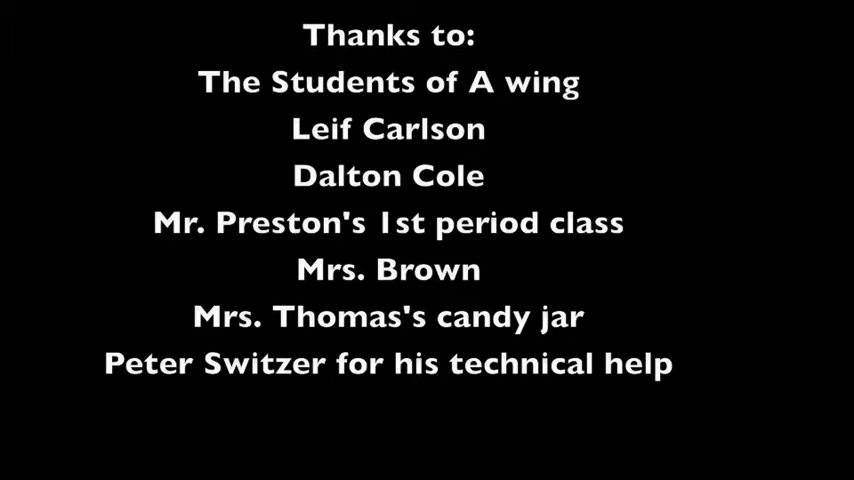 Thanks to:
The Students of A wing
Leif Carlson
Dalton Cole
Mr. Preston's 1st period class
Mrs. Brown
Mrs. Thomas's candy jar
Peter Switzer for his technical help